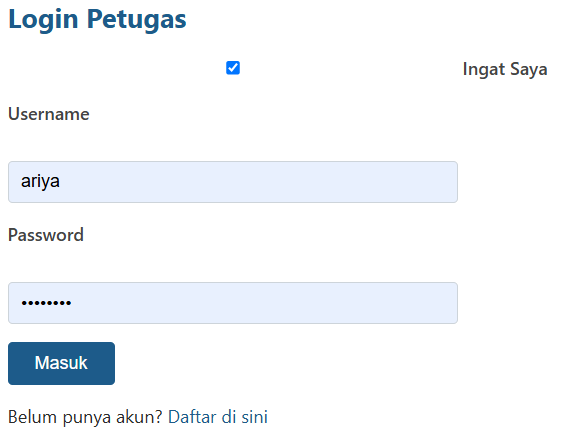 Login Petugas
Ingat Saya
Username
ariya
Password
••••••••
Masuk
Belum punya akun? Daftar di sini